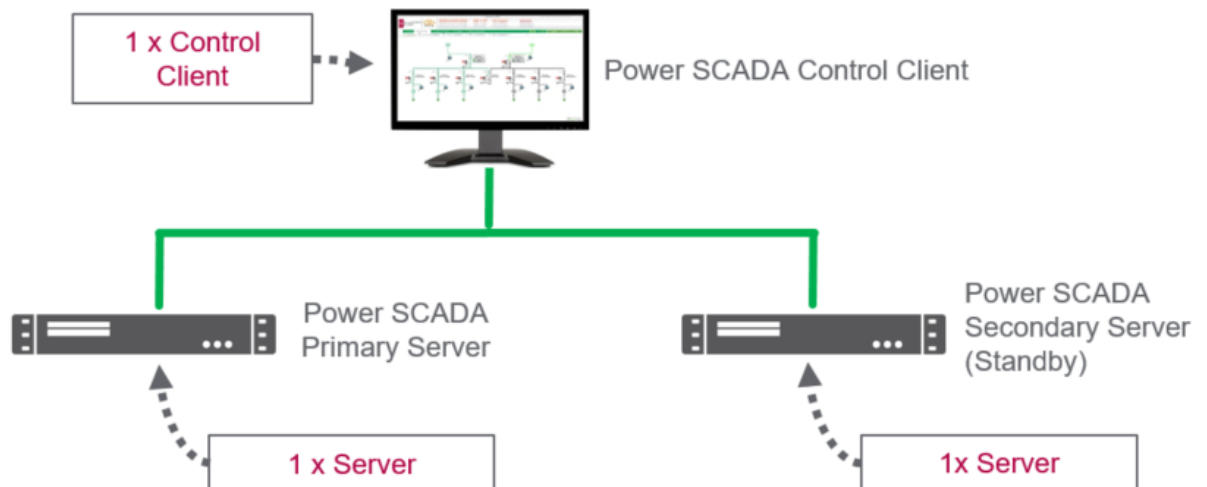 1 x Control
Client
Power SCADA Control Client
Power SCADA
Primary Server
Power SCADA
Secondary Server
(Standby)
1 x Server
1x Server